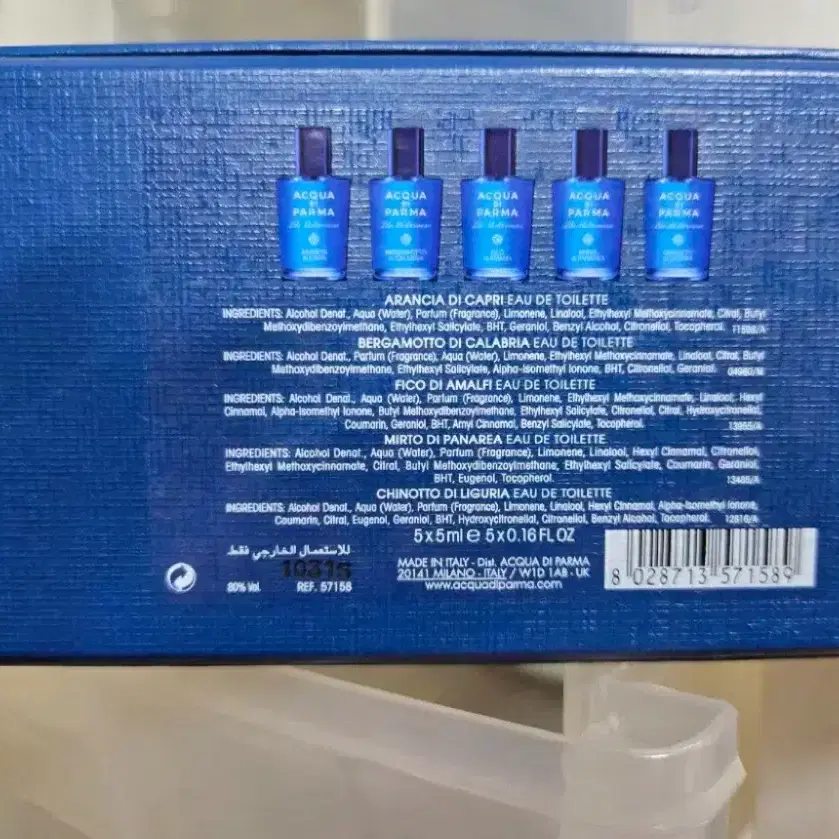 ACQUA DI PARMA
ACQUA DI PARMA
ACQUA DI PARMA
ACQUA DI PARMA
ACQUA DI PARMA
ARANCIA DI CAPRI EAU DE TOILETTE
INGREDIENTS: Alcohol Denat., Aqua (Water), Parfum (Fragrance), Limonene, Linalool, Ethylhexyl Methoxycinnamate, Citral, Butyl
Methoxydibenzoylmethane, Ethylhexyl Salicylate, BHT, Geraniol, Benzyl Alcohol, Citronellol, Tocopherol. 11598/A
BERGAMOTTO DI CALABRIA EAU DE TOILETTE
INGREDIENTS: Alcohol Denat., Parfum (Fragrance), Aqua (Water), Limonene, Ethylhexyl Methoxycinnamate, Linalool, Citral, Butyl
Methoxydibenzoylmethane, Ethylhexyl Salicylate, Alpha-Isomethyl Ionone, BHT, Citronellol, Geraniol.
FICO DI AMALFI EAU DE TOILETTE
INGREDIENTS: Alcohol Denat., Aqua (Water), Parfum (Fragrance), Limonene, Ethylhexyl Methoxycinnamate, Linalool, Hexyl
Cinnamal, Alpha-Isomethyl Ionone, Butyl Methoxydibenzoylmethane, Ethylhexyl Salicylate, Citronellol, Citral, Hydroxycitronellal,
Coumarin, Geraniol, BHT, Amyl Cinnamal, Benzyl Salicylate, Tocopherol. 13955/A
MIRTO DI PANAREA EAU DE TOILETTE
INGREDIENTS: Alcohol Denat., Aqua (Water), Parfum (Fragrance), Limonene, Linalool, Hexyl Cinnamal, Citronellol,
Ethylhexyl Methoxycinnamate, Citral, Butyl Methoxydibenzoylmethane, Ethylhexyl Salicylate, Coumarin, Geraniol,
BHT, Eugenol, Tocopherol. 13485/A
CHINOTTO DI LIGURIA EAU DE TOILETTE
INGREDIENTS: Alcohol Denat., Aqua (Water), Parfum (Fragrance), Limonene, Linalool, Hexyl Cinnamal, Alpha-Isomethyl Ionone,
Coumarin, Citral, Eugenol, Geraniol, BHT, Hydroxycitronellal, Citronellol, Benzyl Alcohol, Tocopherol. 12816/A
5 x 5ml ℮ 5 x 0.16 FL OZ
للاستعمال الخارجي فقط
80% Vol. REF. 57158
MADE IN ITALY - Dist. ACQUA DI PARMA
20141 MILANO - ITALY / W1D 1AB - UK
www.acquadiparma.com
8 028713 571589